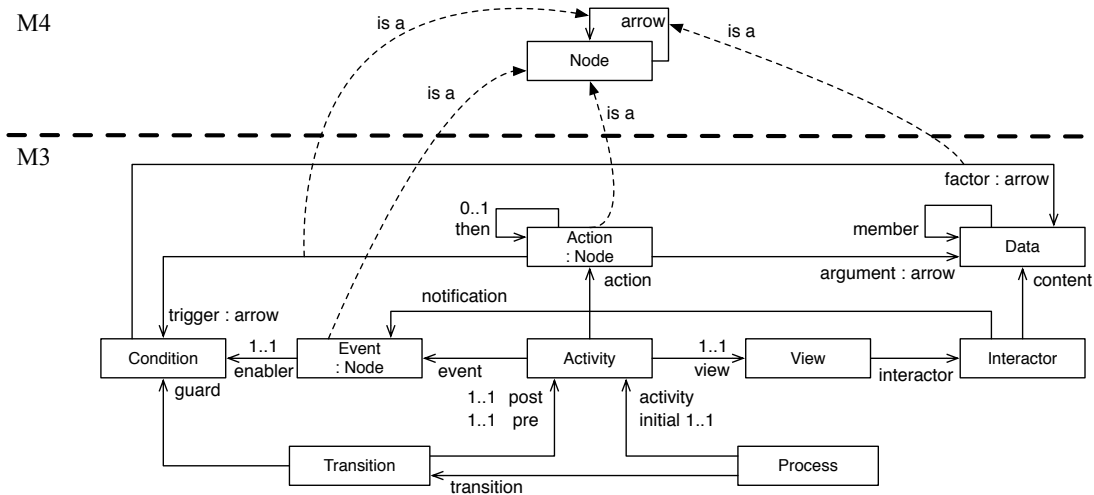 M4
is a
arrow
is a
Node
is a
is a
M3
factor : arrow
0..1
then
Action
: Node
member
Data
argument : arrow
action
content
notification
trigger : arrow
Condition
1..1
enabler
Event
: Node
event
Activity
1..1
view
View
interactor
Interactor
guard
1..1 post
1..1 pre
activity
initial 1..1
Transition
Process
transition